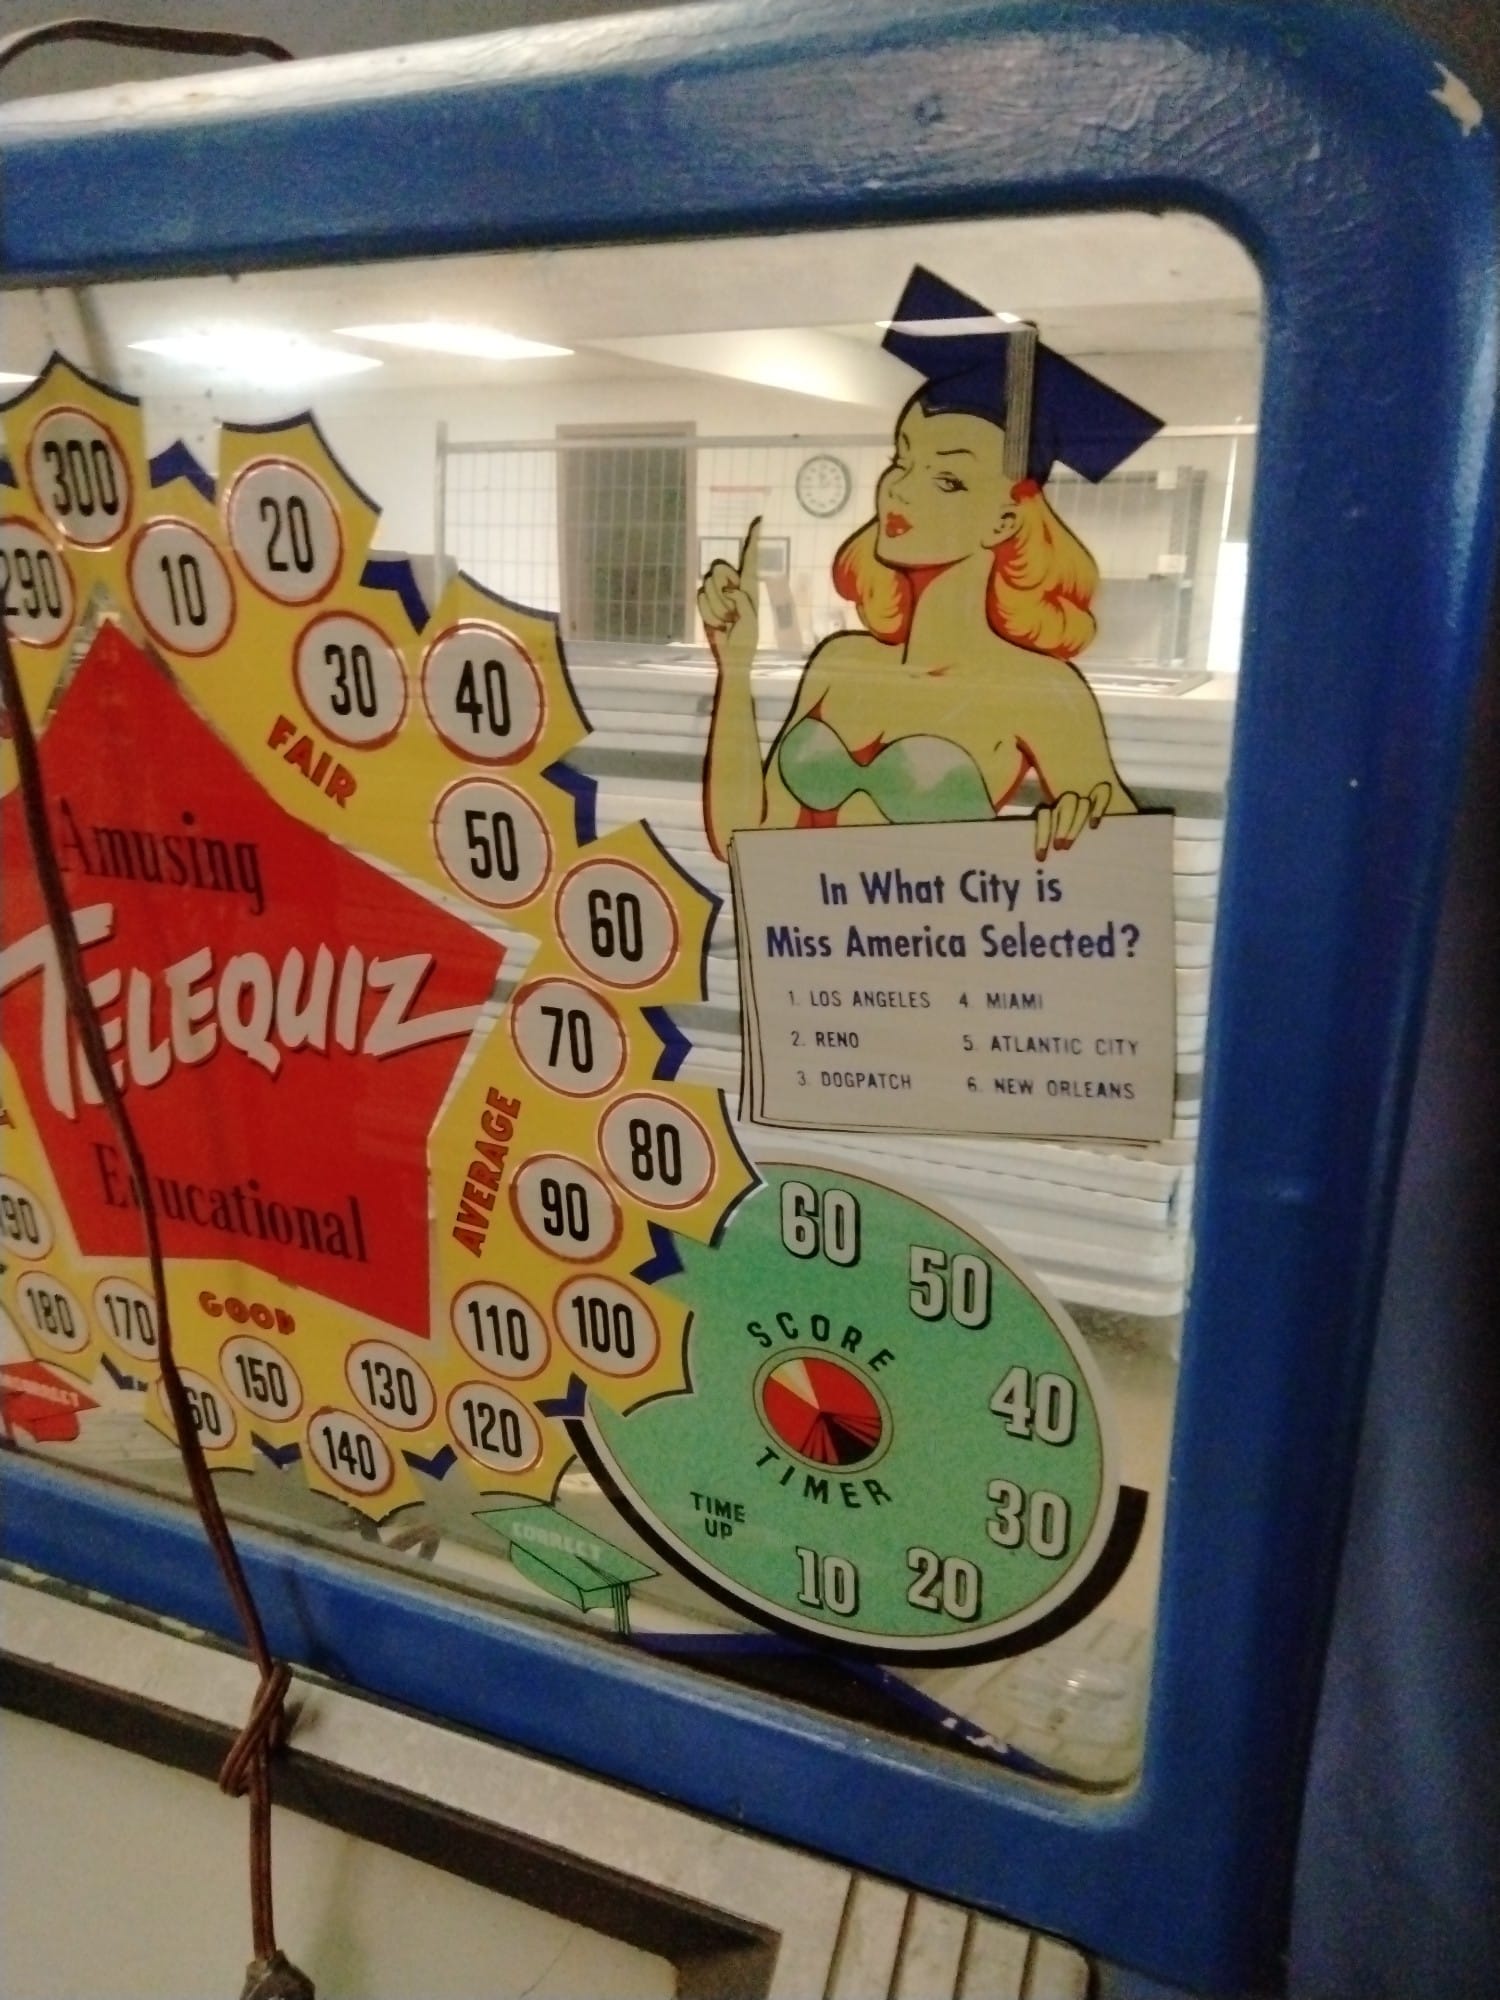 300
290
10
20
30
40
FAIR
50
60
70
80
AVERAGE
90
100
110
120
130
140
150
GOOD
170
180
Amusing
TELEQUIZ
Educational
In What City is
Miss America Selected?
1. LOS ANGELES 4. MIAMI
2. RENO 5. ATLANTIC CITY
3. DOGPATCH 6. NEW ORLEANS
60
50
40
30
20
10
SCORE
TIMER
TIME
UP
CORRECT